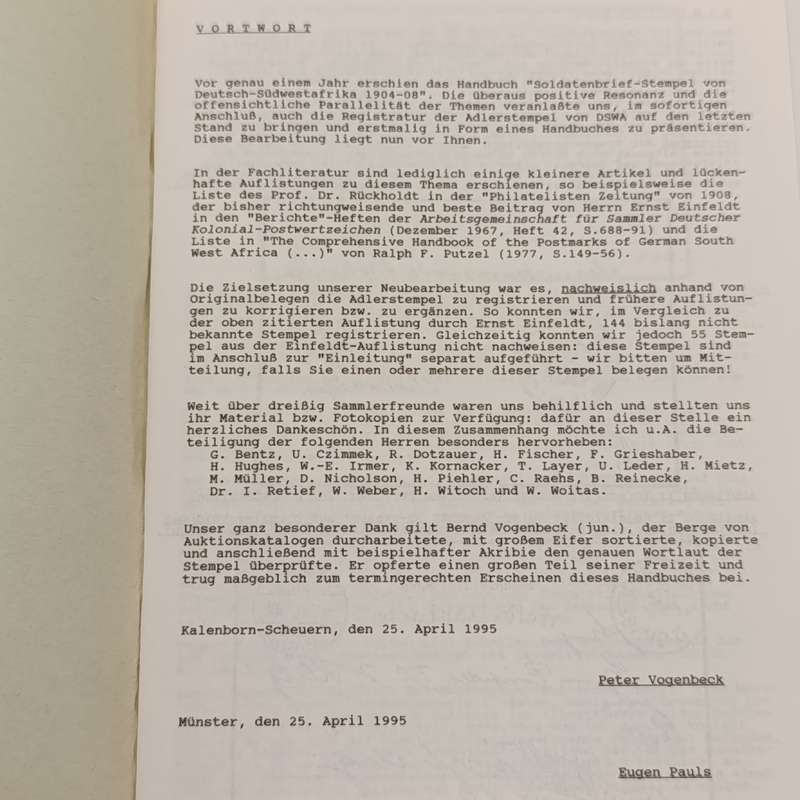 V O R T W O R T
Vor genau einem Jahr erschien das Handbuch "Soldatenbrief-Stempel von
Deutsch-Südwestafrika 1904-08". Die überaus positive Resonanz und die
offensichtliche Parallelität der Themen veranlaßte uns, im sofortigen
Anschluß, auch die Registratur der Adlerstempel von DSWA auf den letzten
Stand zu bringen und erstmalig in Form eines Handbuches zu präsentieren.
Diese Bearbeitung liegt nun vor Ihnen.
In der Fachliteratur sind lediglich einige kleinere Artikel und lücken-
hafte Auflistungen zu diesem Thema erschienen, so beispielsweise die
Liste des Prof. Dr. Rückholdt in der "Philatelisten Zeitung" von 1908,
der bisher richtungweisende und beste Beitrag von Herrn Ernst Einfeldt
in den "Berichte"-Heften der Arbeitsgemeinschaft für Sammler Deutscher
Kolonial-Postwertzeichen (Dezember 1967, Heft 42, S.688-91) und die
Liste in "The Comprehensive Handbook of the Postmarks of German South
West Africa (...)" von Ralph F. Putzel (1977, S.149-56).
Die Zielsetzung unserer Neubearbeitung war es, nachweislich anhand von
Originalbelegen die Adlerstempel zu registrieren und frühere Auflistun-
gen zu korrigieren bzw. zu ergänzen. So konnten wir, im Vergleich zu
der oben zitierten Auflistung durch Ernst Einfeldt, 144 bislang nicht
bekannte Stempel registrieren. Gleichzeitig konnten wir jedoch 55 Stem-
pel aus der Einfeldt-Auflistung nicht nachweisen: diese Stempel sind
im Anschluß zur "Einleitung" separat aufgeführt - wir bitten um Mit-
teilung, falls Sie einen oder mehrere dieser Stempel belegen können!
Weit über dreißig Sammlerfreunde waren uns behilflich und stellten uns
ihr Material bzw. Fotokopien zur Verfügung: dafür an dieser Stelle ein
herzliches Dankeschön. In diesem Zusammenhang möchte ich u.A. die Be-
teiligung der folgenden Herren besonders hervorheben:
G. Bentz, U. Czimmek, R. Dotzauer, H. Fischer, F. Grieshaber,
H. Hughes, W.-E. Irmer, K. Kornacker, T. Layer, U. Leder, H. Mietz,
M. Müller, D. Nicholson, H. Piehler, C. Raehs, B. Reinecke,
Dr. I. Retief, W. Weber, H. Witoch und W. Woitas.
Unser ganz besonderer Dank gilt Bernd Vogenbeck (jun.), der Berge von
Auktionskatalogen durcharbeitete, mit großem Eifer sortierte, kopierte
und anschließend mit beispielhafter Akribie den genauen Wortlaut der
Stempel überprüfte. Er opferte einen großen Teil seiner Freizeit und
trug maßgeblich zum termingerechten Erscheinen dieses Handbuches bei.
Kalenborn-Scheuern, den 25. April 1995
Peter Vogenbeck
Münster, den 25. April 1995
Eugen Pauls